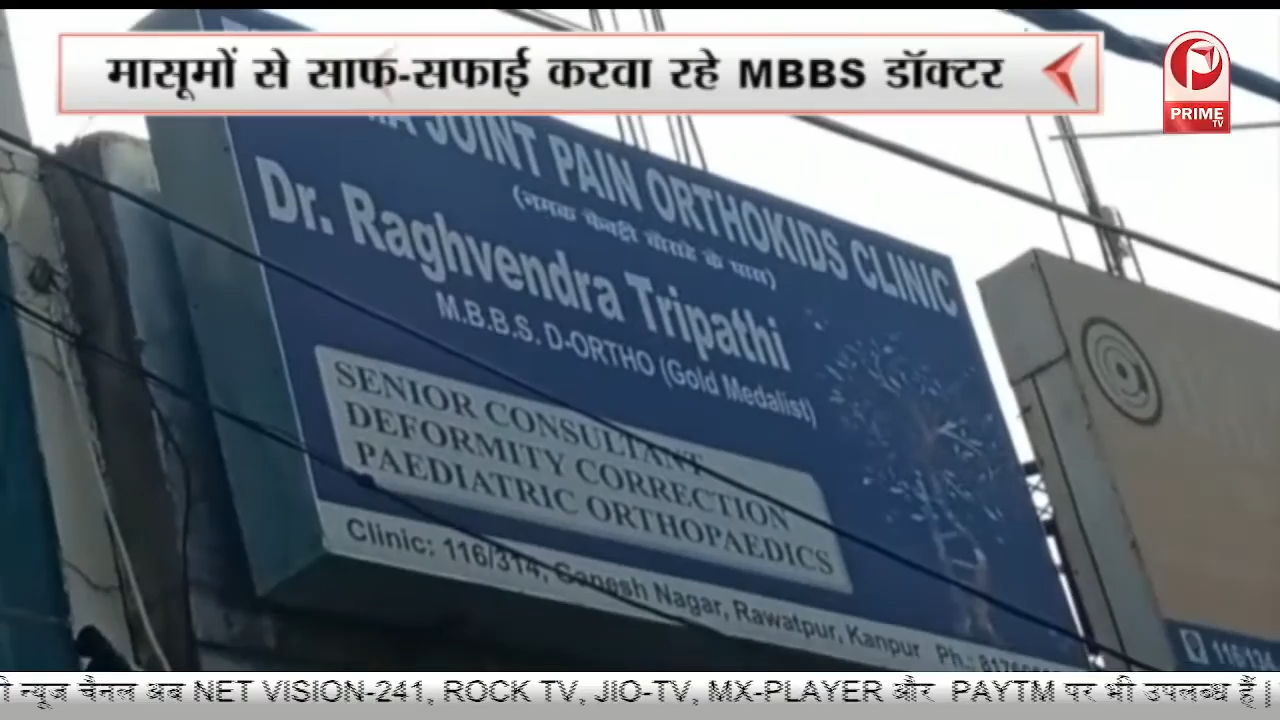 मासूमों से साफ-सफाई करवा रहे MBBS डॉक्टर
PRIME
TV
JOINT PAIN ORTHOKIDS CLINIC
(नमक फैक्ट्री चौराहे के पास)
Dr. Raghvendra Tripathi
M.B.B.S. D-ORTHO (Gold Medalist)
SENIOR CONSULTANT
DEFORMITY CORRECTION
PAEDIATRIC ORTHOPAEDICS
Clinic: 116/314, Ganesh Nagar, Rawatpur, Kanpur Ph.:
न्यूज चैनल अब NET VISION-241, ROCK TV, JIO-TV, MX-PLAYER और PAYTM पर भी उपलब्ध हैं|